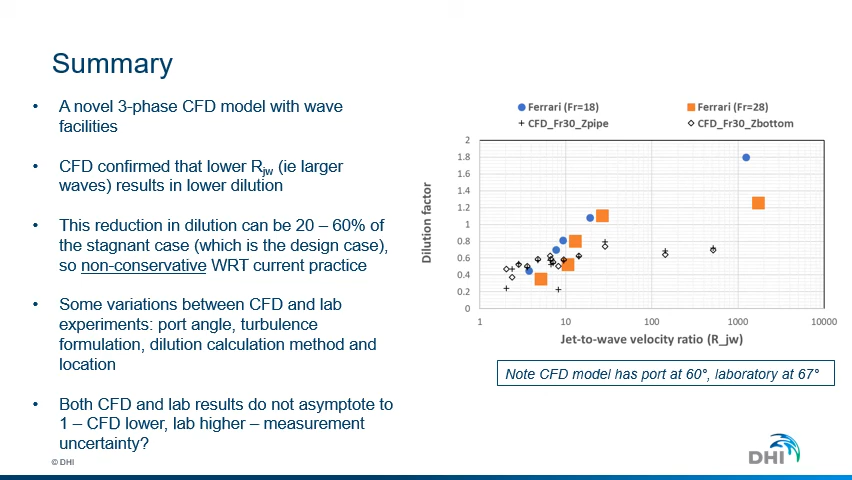 Summary
• A novel 3-phase CFD model with wave
facilities
• CFD confirmed that lower Rjw (ie larger
waves) results in lower dilution
• This reduction in dilution can be 20 – 60% of
the stagnant case (which is the design case),
so non-conservative WRT current practice
• Some variations between CFD and lab
experiments: port angle, turbulence
formulation, dilution calculation method and
location
• Both CFD and lab results do not asymptote to
1 – CFD lower, lab higher – measurement
uncertainty?
© DHI
Ferrari (Fr=18) Ferrari (Fr=28)
CFD_Fr30_Zpipe CFD_Fr30_Zbottom
Dilution factor
2
1.8
1.6
1.4
1.2
1
0.8
0.6
0.4
0.2
0
1 10 100 1000 10000
Jet-to-wave velocity ratio (R_jw)
Note CFD model has port at 60°, laboratory at 67°
DHI